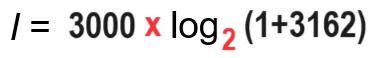 I = 3000 x log₂ (1+3162)